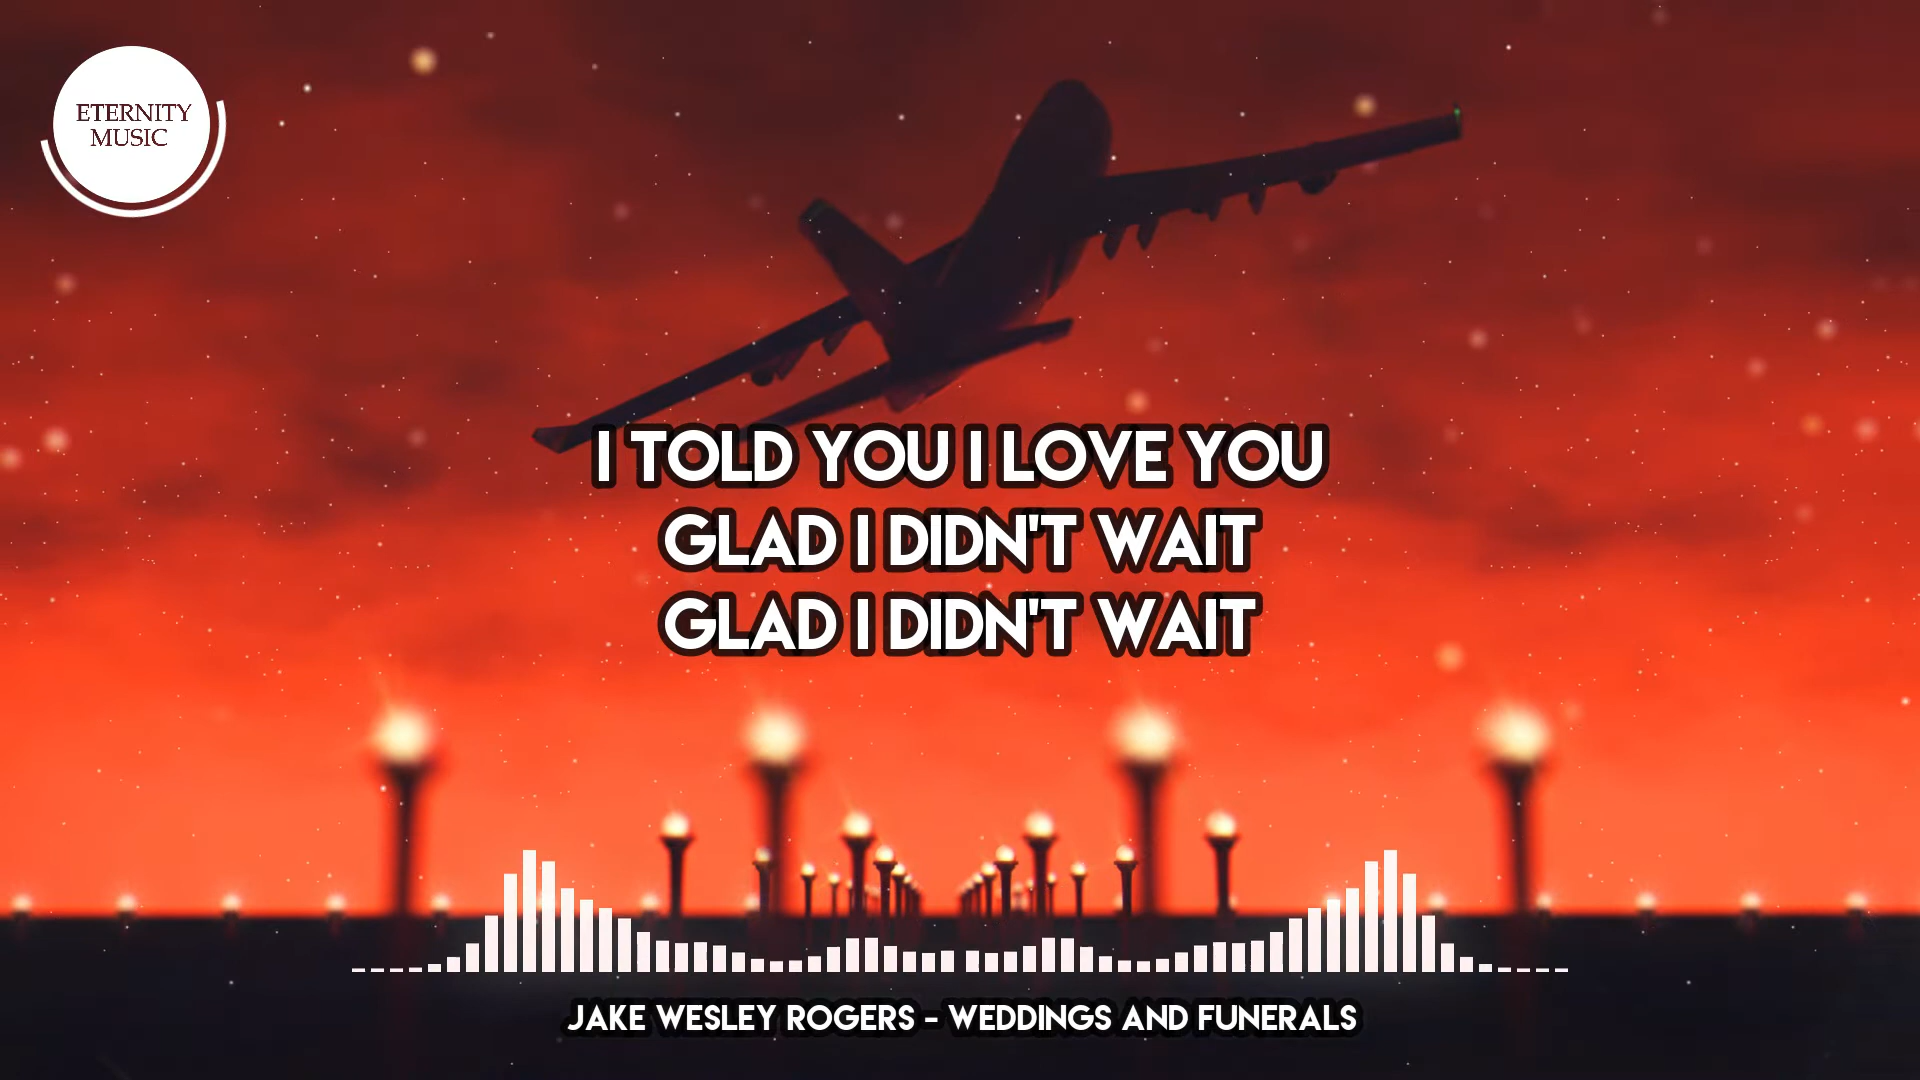 ETERNITY
MUSIC
I TOLD YOU I LOVE YOU
GLAD I DIDN'T WAIT
GLAD I DIDN'T WAIT
JAKE WESLEY ROGERS - WEDDINGS AND FUNERALS